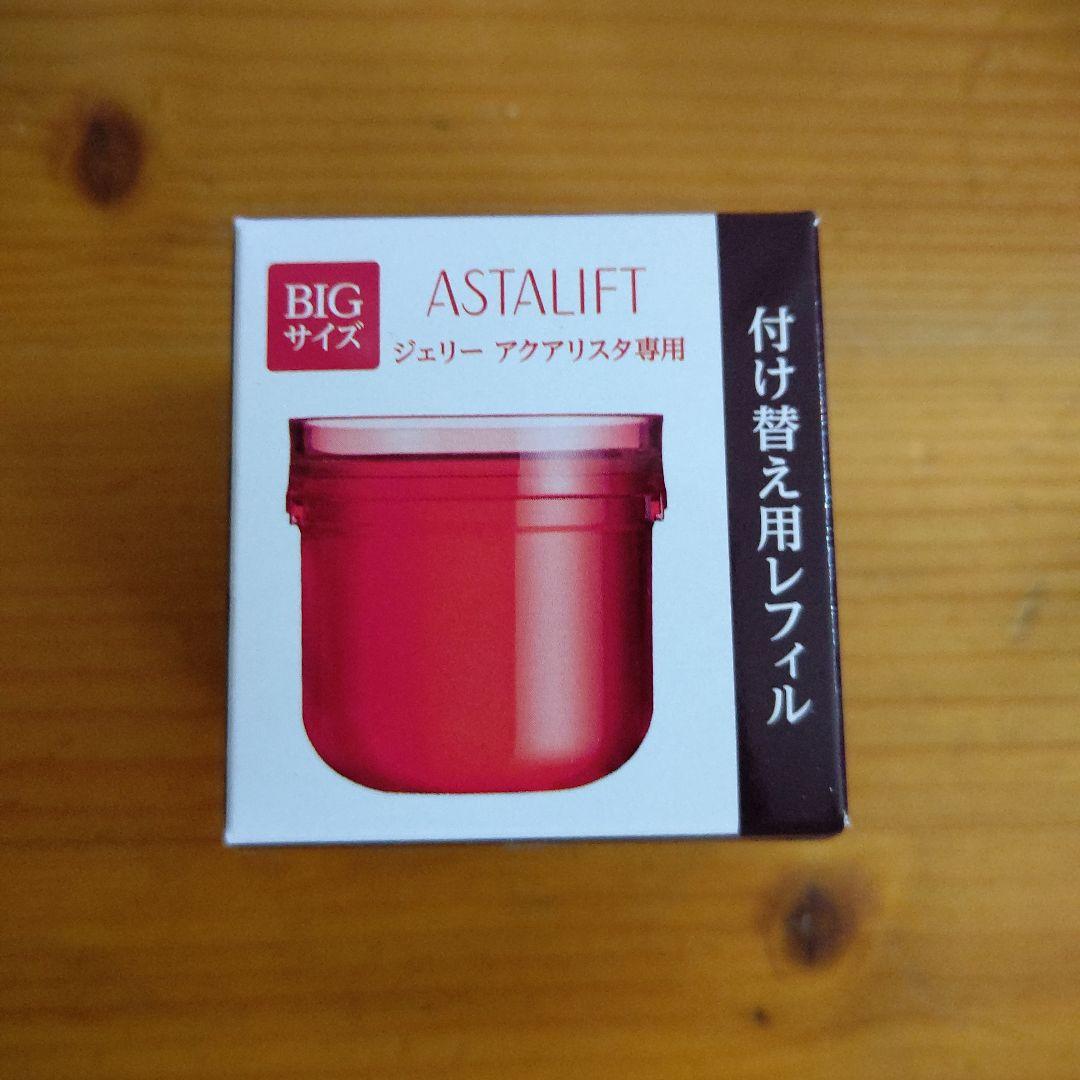 BIG
サイズ
ASTALIFT
ジェリー アクアリスタ専用
付け替え用レフィル